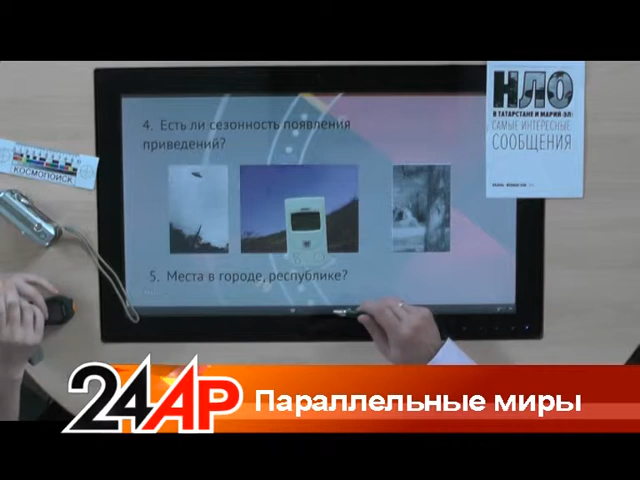 НЛО
В ТАТАРСТАНЕ И МАРИЙ-ЭЛ:
САМЫЕ ИНТЕРЕСНЫЕ
СООБЩЕНИЯ
4. Есть ли сезонность появления
приведений?
КОСМОПОИСК
5. Места в городе, республике?
24АР
Параллельные миры